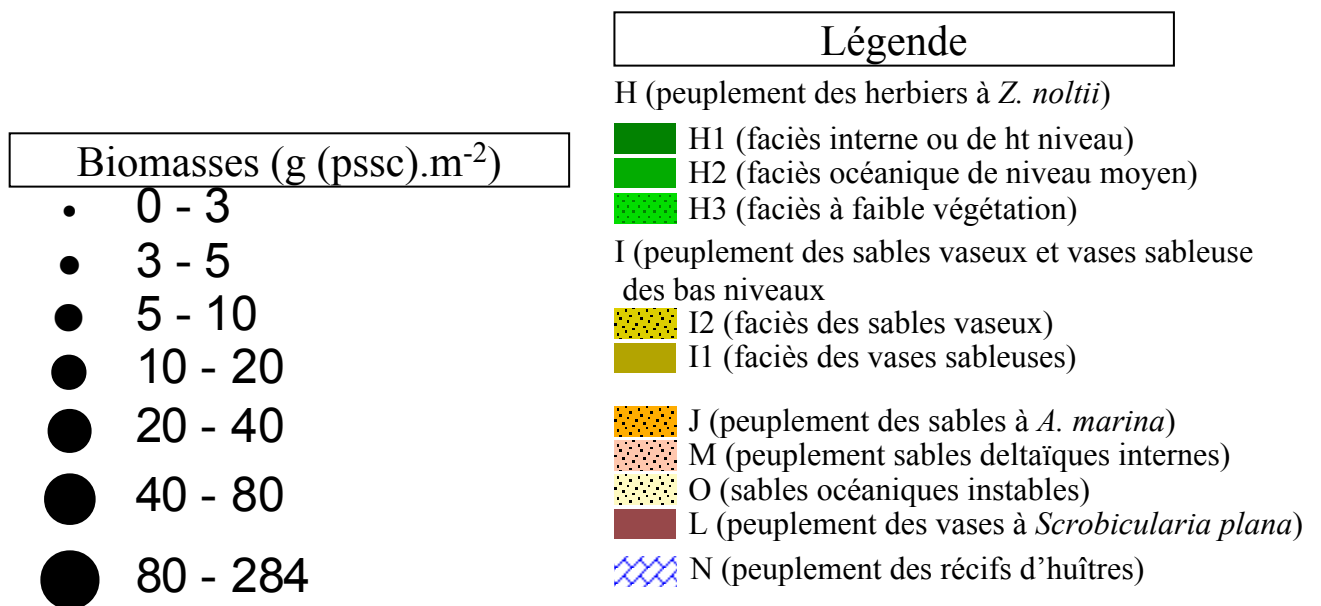 Légende
H (peuplement des herbiers à Z. noltii)
H1 (faciès interne ou de ht niveau)
H2 (faciès océanique de niveau moyen)
H3 (faciès à faible végétation)
I (peuplement des sables vaseux et vases sableuse
des bas niveaux
I2 (faciès des sables vaseux)
I1 (faciès des vases sableuses)
J (peuplement des sables à A. marina)
M (peuplement sables deltaïques internes)
O (sables océaniques instables)
L (peuplement des vases à Scrobicularia plana)
N (peuplement des récifs d’huîtres)
Biomasses (g (pssc).m-2)
0 - 3
3 - 5
5 - 10
10 - 20
20 - 40
40 - 80
80 - 284